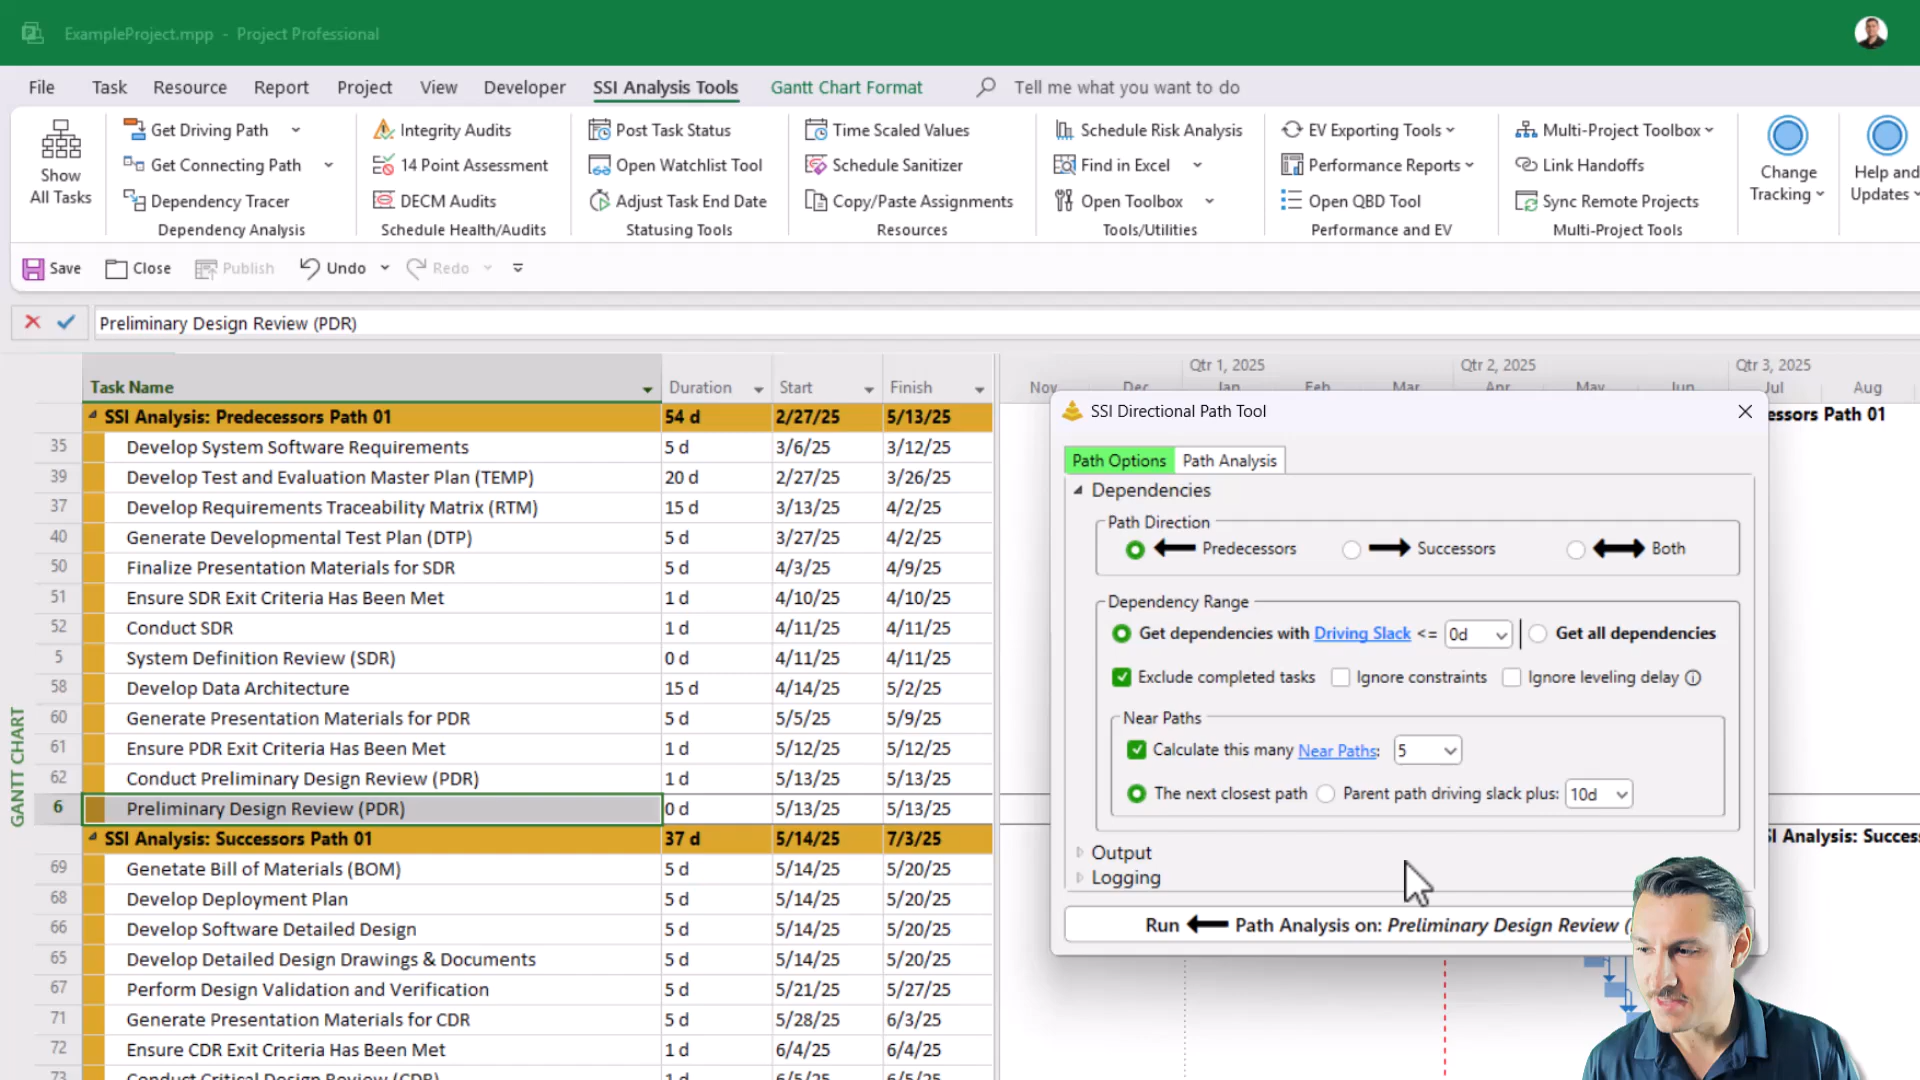 ExampleProject.mpp - Project Professional
File Task Resource Report Project View Developer SSI Analysis Tools Gantt Chart Format Tell me what you want to do
Show All Tasks
Get Driving Path
Get Connecting Path
Dependency Tracer
Dependency Analysis
Integrity Audits
14 Point Assessment
DECM Audits
Schedule Health/Audits
Post Task Status
Open Watchlist Tool
Adjust Task End Date
Statusing Tools
Time Scaled Values
Schedule Sanitizer
Copy/Paste Assignments
Resources
Schedule Risk Analysis
Find in Excel
Open Toolbox
Tools/Utilities
EV Exporting Tools
Performance Reports
Open QBD Tool
Performance and EV
Multi-Project Toolbox
Link Handoffs
Sync Remote Projects
Multi-Project Tools
Change Tracking
Help and Updates
Save Close Publish Undo Redo
Preliminary Design Review (PDR)
GANTT CHART
Task Name Duration Start Finish
SSI Analysis: Predecessors Path 01 54 d 2/27/25 5/13/25
35 Develop System Software Requirements 5 d 3/6/25 3/12/25
39 Develop Test and Evaluation Master Plan (TEMP) 20 d 2/27/25 3/26/25
37 Develop Requirements Traceability Matrix (RTM) 15 d 3/13/25 4/2/25
40 Generate Developmental Test Plan (DTP) 5 d 3/27/25 4/2/25
50 Finalize Presentation Materials for SDR 5 d 4/3/25 4/9/25
51 Ensure SDR Exit Criteria Has Been Met 1 d 4/10/25 4/10/25
52 Conduct SDR 1 d 4/11/25 4/11/25
5 System Definition Review (SDR) 0 d 4/11/25 4/11/25
58 Develop Data Architecture 15 d 4/14/25 5/2/25
60 Generate Presentation Materials for PDR 5 d 5/5/25 5/9/25
61 Ensure PDR Exit Criteria Has Been Met 1 d 5/12/25 5/12/25
62 Conduct Preliminary Design Review (PDR) 1 d 5/13/25 5/13/25
6 Preliminary Design Review (PDR) 0 d 5/13/25 5/13/25
SSI Analysis: Successors Path 01 37 d 5/14/25 7/3/25
69 Genetate Bill of Materials (BOM) 5 d 5/14/25 5/20/25
68 Develop Deployment Plan 5 d 5/14/25 5/20/25
66 Develop Software Detailed Design 5 d 5/14/25 5/20/25
65 Develop Detailed Design Drawings & Documents 5 d 5/14/25 5/20/25
67 Perform Design Validation and Verification 5 d 5/21/25 5/27/25
71 Generate Presentation Materials for CDR 5 d 5/28/25 6/3/25
72 Ensure CDR Exit Criteria Has Been Met 1 d 6/4/25 6/4/25
73 Conduct Critical Design Review (CDR) 1 d 6/5/25 6/5/25
Qtr 1, 2025 Qtr 2, 2025 Qtr 3, 2025
Nov Dec Jan Feb Mar Apr May Jun Jul Aug
essors Path 01
SI Analysis: Succes
SSI Directional Path Tool
Path Options Path Analysis
Dependencies
Path Direction
Predecessors Successors Both
Dependency Range
Get dependencies with Driving Slack <= 0d Get all dependencies
Exclude completed tasks Ignore constraints Ignore leveling delay
Near Paths
Calculate this many Near Paths: 5
The next closest path Parent path driving slack plus: 10d
Output
Logging
Run Path Analysis on: Preliminary Design Review (